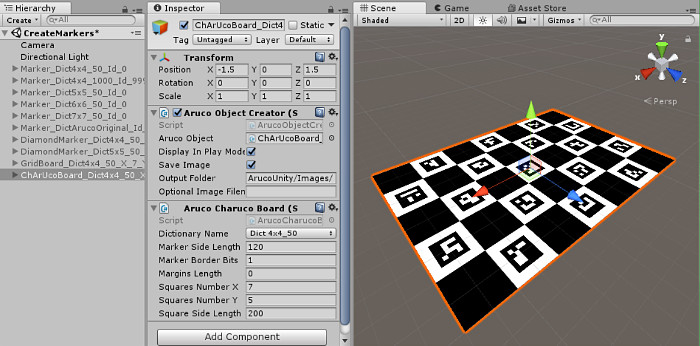 Hierarchy
Create
All
CreateMarkers*
Camera
Directional Light
Marker_Dict4x4_50_Id_0
Marker_Dict4x4_1000_Id_999
Marker_Dict5x5_50_Id_0
Marker_Dict6x6_50_Id_0
Marker_Dict7x7_50_Id_0
Marker_DictArucoOriginal_Id_
DiamondMarker_Dict4x4_50_
DiamondMarker_Dict5x5_50_
GridBoard_Dict4x4_50_X_7_Y
ChArUcoBoard_Dict4x4_50_X
Inspector
ChArUcoBoard_Dict4
Static
Tag Untagged Layer Default
Transform
Position X -1.5 Y 0 Z 1.5
Rotation X 0 Y 0 Z 0
Scale X 1 Y 1 Z 1
Aruco Object Creator (S
Script ArucoObjectCre
Aruco Object ChArUcoBoard_
Display In Play Mode
Save Image
Output Folder ArucoUnity/Images/
Optional Image Filen
Aruco Charuco Board (S
Script ArucoCharucoB
Dictionary Name Dict 4x4_50
Marker Side Length 120
Marker Border Bits 1
Margins Length 0
Squares Number X 7
Squares Number Y 5
Square Side Length 200
Add Component
Scene Game Asset Store
Shaded 2D Gizmos All
y
x z
Persp